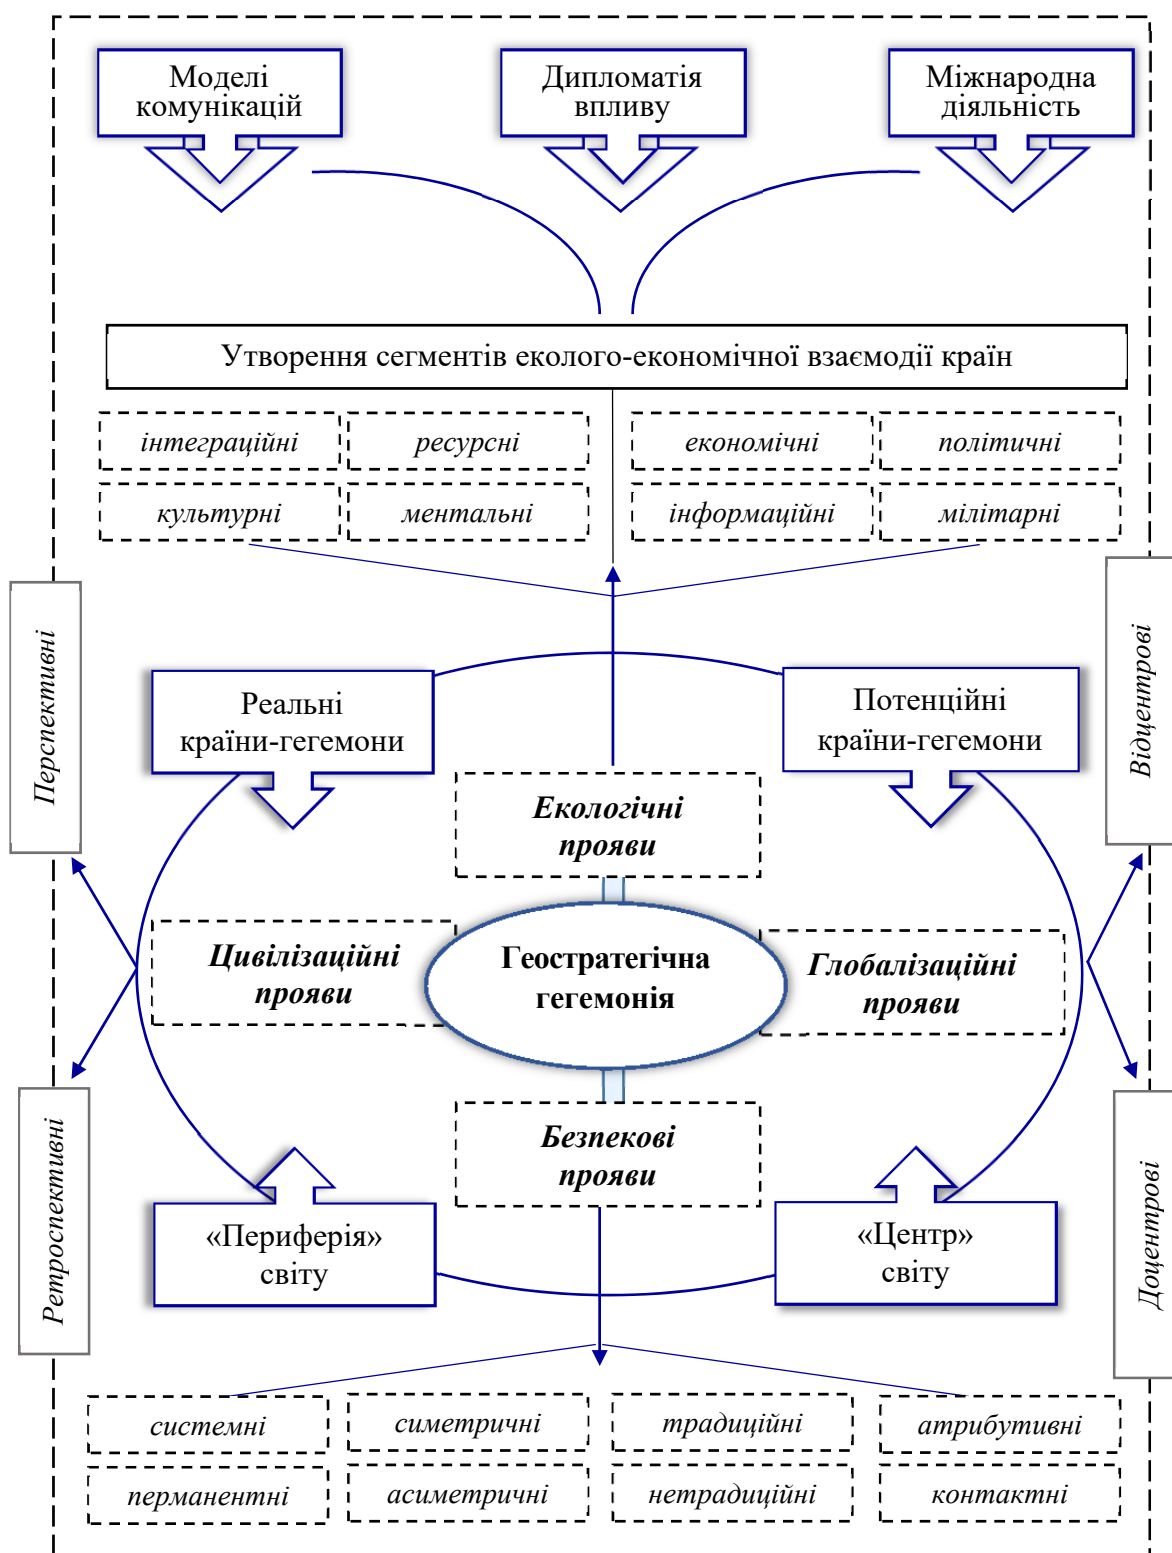 Моделі
комунікацій
Дипломатія
впливу
Міжнародна
діяльність
Утворення сегментів еколого-економічної взаємодії країн
інтеграційні
ресурсні
економічні
політичні
культурні
ментальні
інформаційні
мілітарні
Перспективні
Відцентрові
Реальні
країни-гегемони
Потенційні
країни-гегемони
Екологічні
прояви
Цивілізаційні
прояви
Геостратегічна
гегемонія
Глобалізаційні
прояви
Безпекові
прояви
Ретроспективні
Доцентрові
«Периферія»
світу
«Центр»
світу
системні
симетричні
традиційні
атрибутивні
перманентні
асиметричні
нетрадиційні
контактні